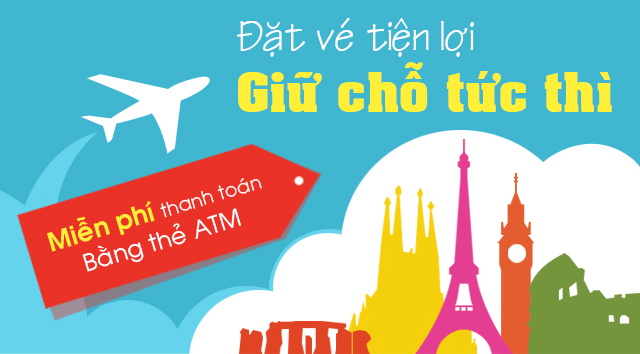 Đặt vé tiện lợi
Giữ chỗ tức thì
Miễn phí thanh toán
Bằng thẻ ATM